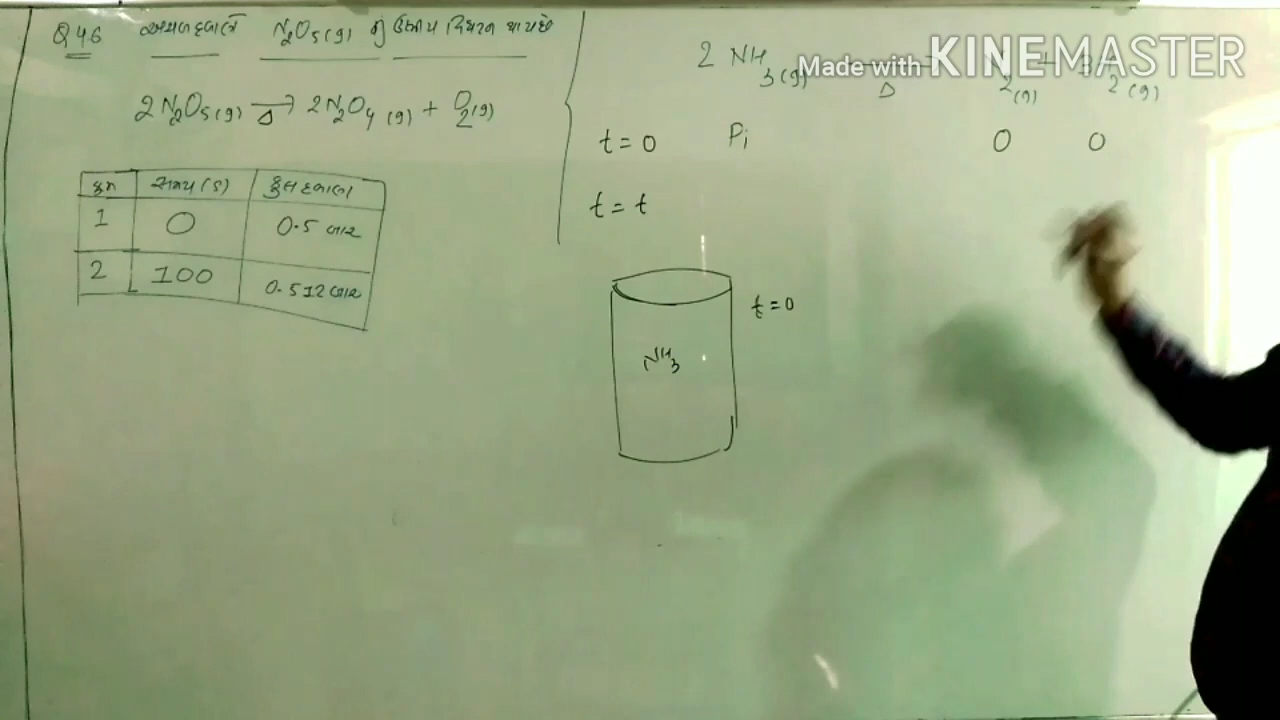 Q46 અચળ કદવાળે N₂O₅(g) નું ઉષ્મીય વિઘટન થાય છે
2N₂O₅(g) →Δ 2N₂O₄(g) + O₂(g)
ક્રમ સમય (S) કુલ દબાણ
1 0 0.5 બાર
2 100 0.512 બાર
2 NH₃(g) →Δ N₂(g) + 3H₂(g)
t = 0 Pi 0 0
t = t
t = 0
NH₃
Made with KINEMASTER